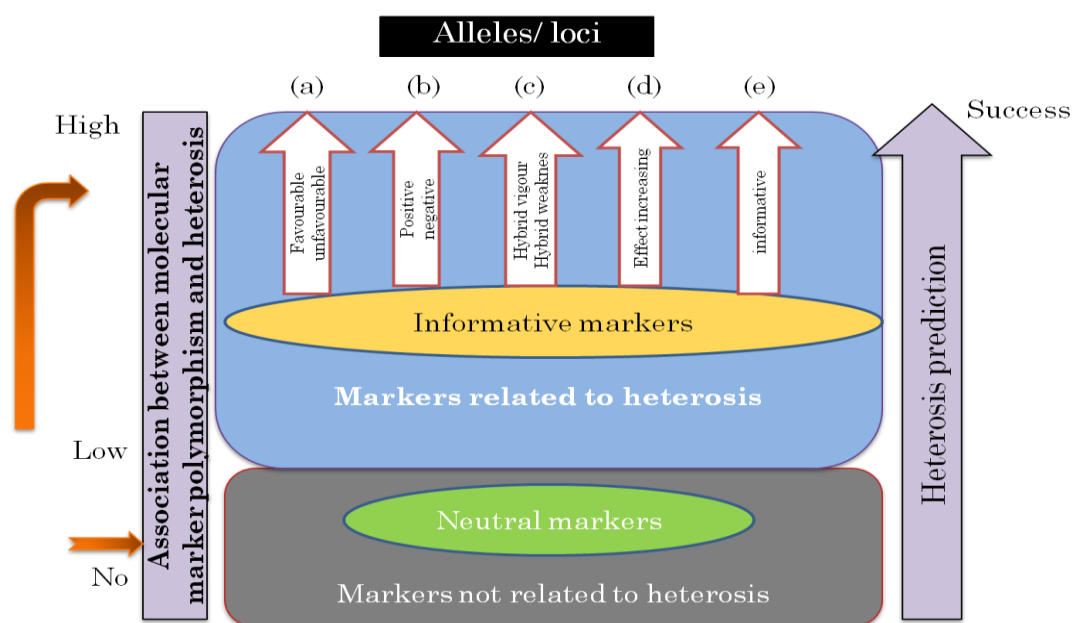 Alleles/ loci
(a)
(b)
(c)
(d)
(e)
High
Low
No
Association between molecular
marker polymorphism and heterosis
Favourable
unfavourable
Positive
negative
Hybrid vigour
Hybrid weaknes
Effect increasing
informative
Informative markers
Markers related to heterosis
Neutral markers
Markers not related to heterosis
Success
Heterosis prediction